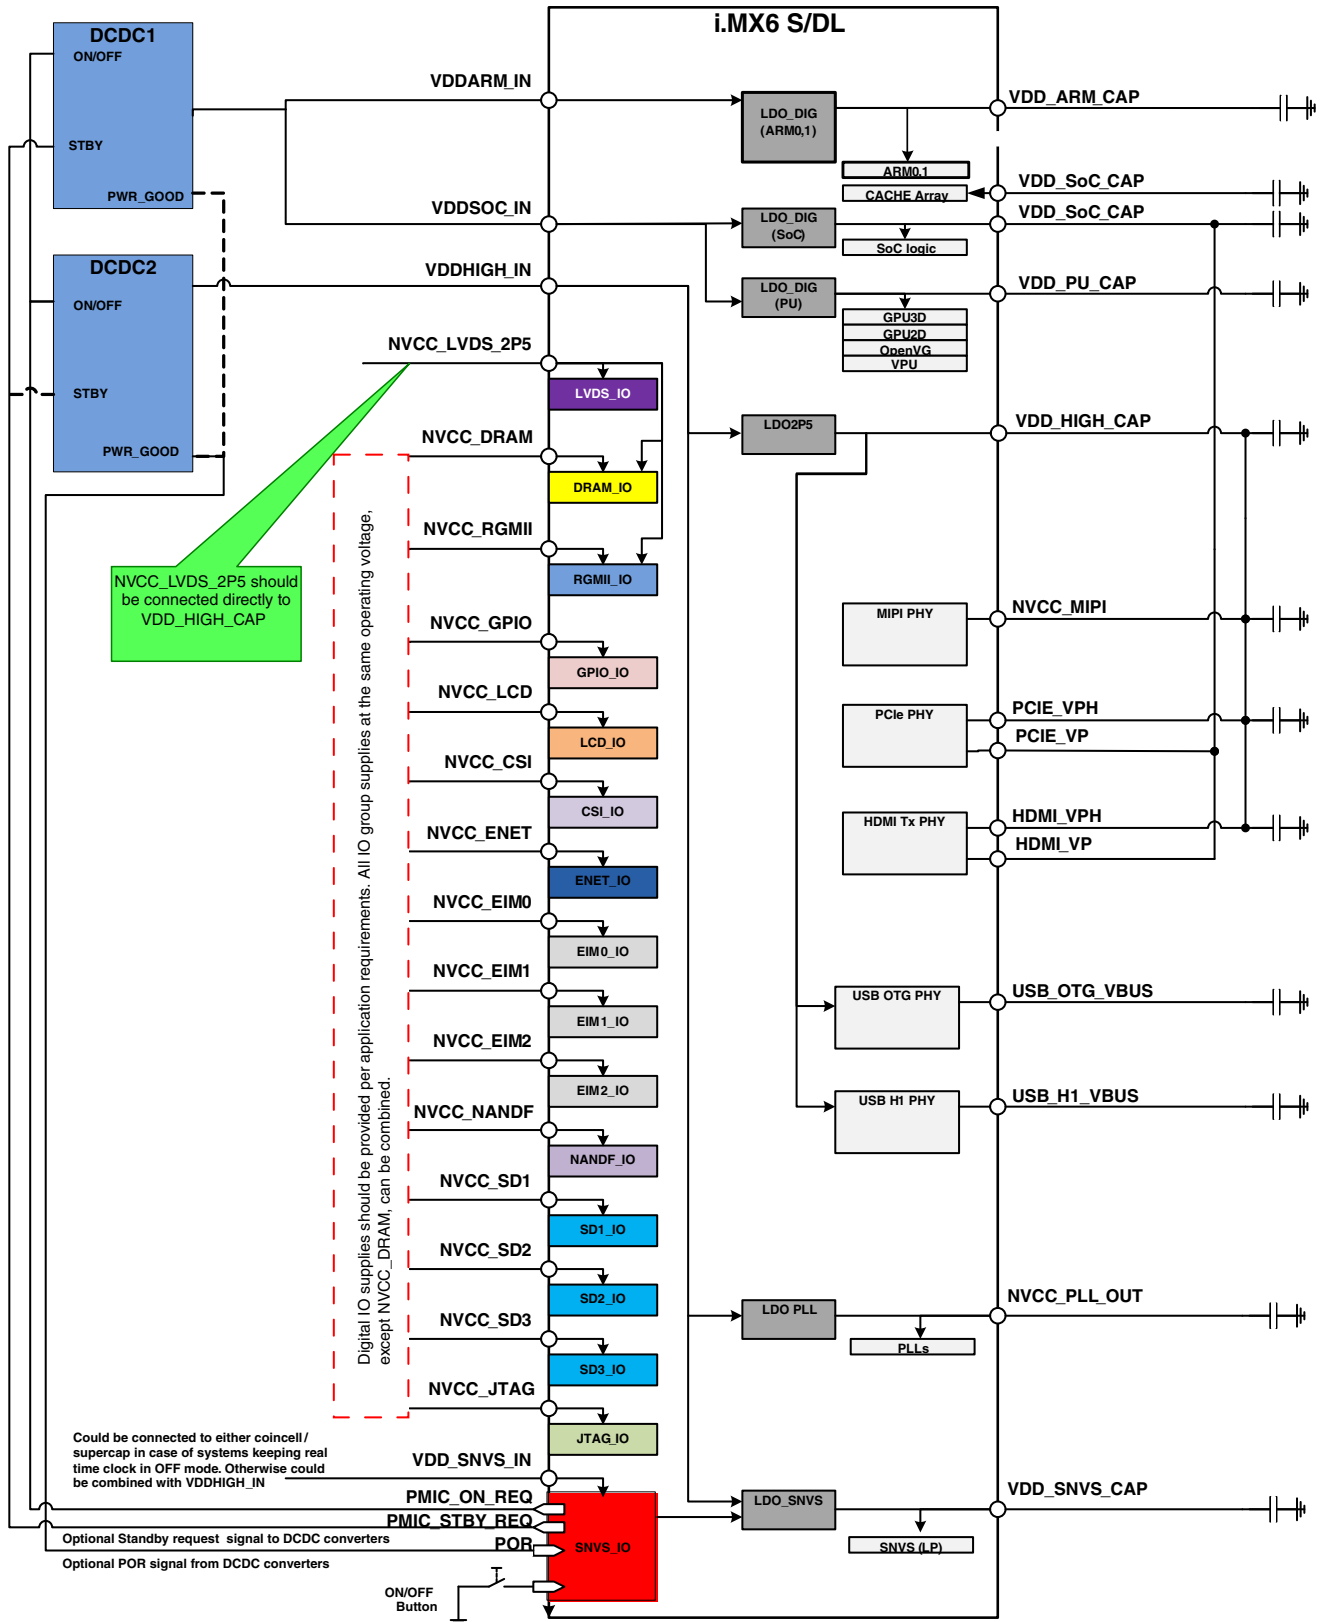 i.MX6 S/DL
DCDC1
ON/OFF
STBY
PWR_GOOD
DCDC2
ON/OFF
STBY
PWR_GOOD
NVCC_LVDS_2P5 should
be connected directly to
VDD_HIGH_CAP
Digital IO supplies should be provided per application requirements. All IO group supplies at the same operating voltage,
except NVCC_DRAM, can be combined.
VDDARM_IN
VDDSOC_IN
VDDHIGH_IN
NVCC_LVDS_2P5
LVDS_IO
NVCC_DRAM
DRAM_IO
NVCC_RGMII
RGMII_IO
NVCC_GPIO
GPIO_IO
NVCC_LCD
LCD_IO
NVCC_CSI
CSI_IO
NVCC_ENET
ENET_IO
NVCC_EIM0
EIM0_IO
NVCC_EIM1
EIM1_IO
NVCC_EIM2
EIM2_IO
NVCC_NANDF
NANDF_IO
NVCC_SD1
SD1_IO
NVCC_SD2
SD2_IO
NVCC_SD3
SD3_IO
NVCC_JTAG
JTAG_IO
Could be connected to either coincell/
supercap in case of systems keeping real
time clock in OFF mode. Otherwise could
be combined with VDDHIGH_IN
VDD_SNVS_IN
PMIC_ON_REQ
PMIC_STBY_REQ
Optional Standby request signal to DCDC converters
POR
Optional POR signal from DCDC converters
SNVS_IO
ON/OFF
Button
LDO_DIG
(ARM0,1)
ARM0,1
CACHE Array
LDO_DIG
(SoC)
SoC logic
LDO_DIG
(PU)
GPU3D
GPU2D
OpenVG
VPU
LDO2P5
MIPI PHY
PCIe PHY
HDMI Tx PHY
USB OTG PHY
USB H1 PHY
LDO PLL
PLLs
LDO_SNVS
SNVS (LP)
VDD_ARM_CAP
VDD_SoC_CAP
VDD_SoC_CAP
VDD_PU_CAP
VDD_HIGH_CAP
NVCC_MIPI
PCIE_VPH
PCIE_VP
HDMI_VPH
HDMI_VP
USB_OTG_VBUS
USB_H1_VBUS
NVCC_PLL_OUT
VDD_SNVS_CAP